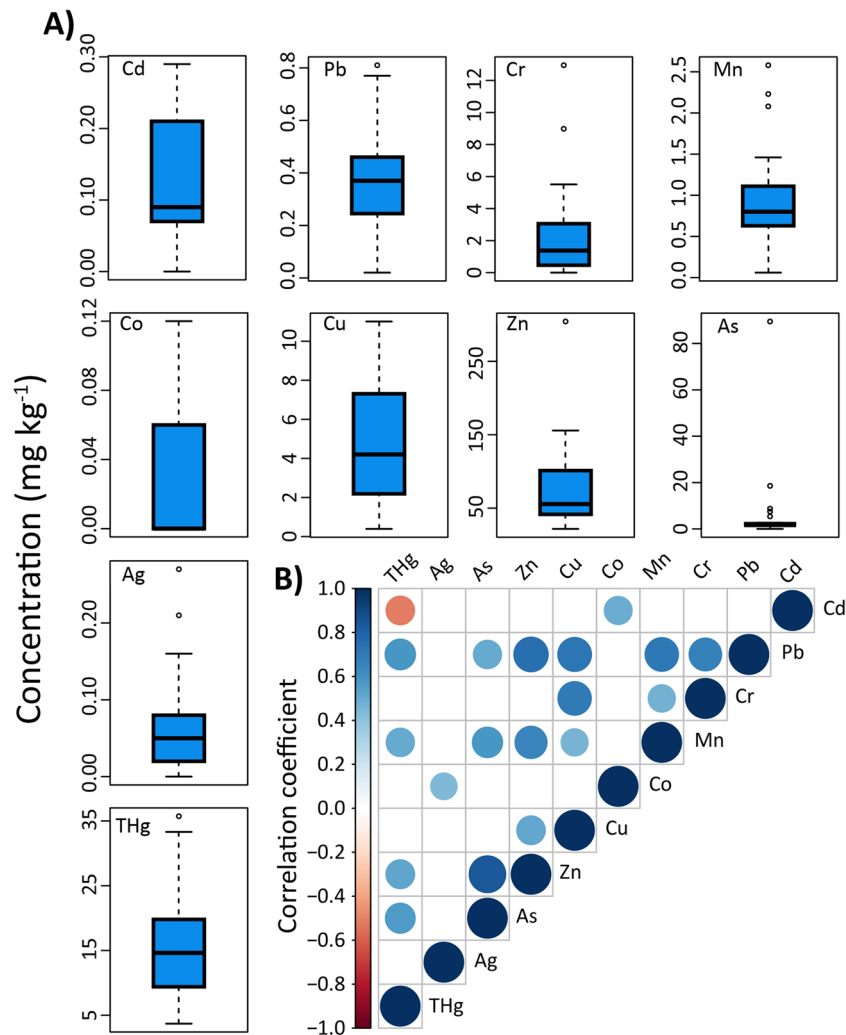 A)
Concentration (mg kg-1)
Cd
0.30
0.20
0.10
0.00
Pb
0.8
0.6
0.4
0.2
0.0
Cr
12
10
8
6
4
2
0
Mn
2.5
2.0
1.5
1.0
0.5
0.0
Co
0.12
0.08
0.04
0.00
Cu
10
8
6
4
2
0
Zn
250
150
50
As
80
60
40
20
0
Ag
0.20
0.10
0.00
THg
35
25
15
5
B)
Correlation coefficient
1.0
0.8
0.6
0.4
0.2
0.0
−0.2
−0.4
−0.6
−0.8
−1.0
THg Ag As Zn Cu Co Mn Cr Pb Cd
Cd
Pb
Cr
Mn
Co
Cu
Zn
As
Ag
THg